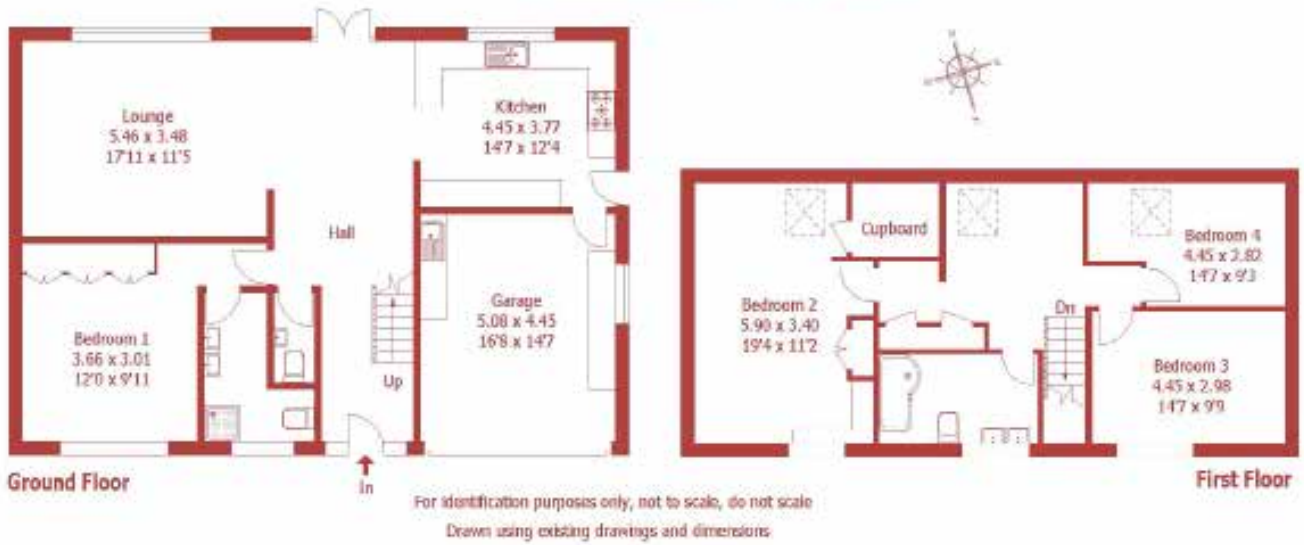 Lounge
5.46 x 3.48
17'11 x 11'5
Kitchen
4.45 x 3.77
14'7 x 12'4
Hall
Bedroom 1
3.66 x 3.01
12'0 x 9'11
Garage
5.08 x 4.45
16'8 x 14'7
Up
In
Ground Floor
Cupboard
Bedroom 2
5.90 x 3.40
19'4 x 11'2
Bedroom 4
4.45 x 2.82
14'7 x 9'3
Dn
Bedroom 3
4.45 x 2.98
14'7 x 9'9
First Floor
For identification purposes only, not to scale, do not scale
Drawn using existing drawings and dimensions